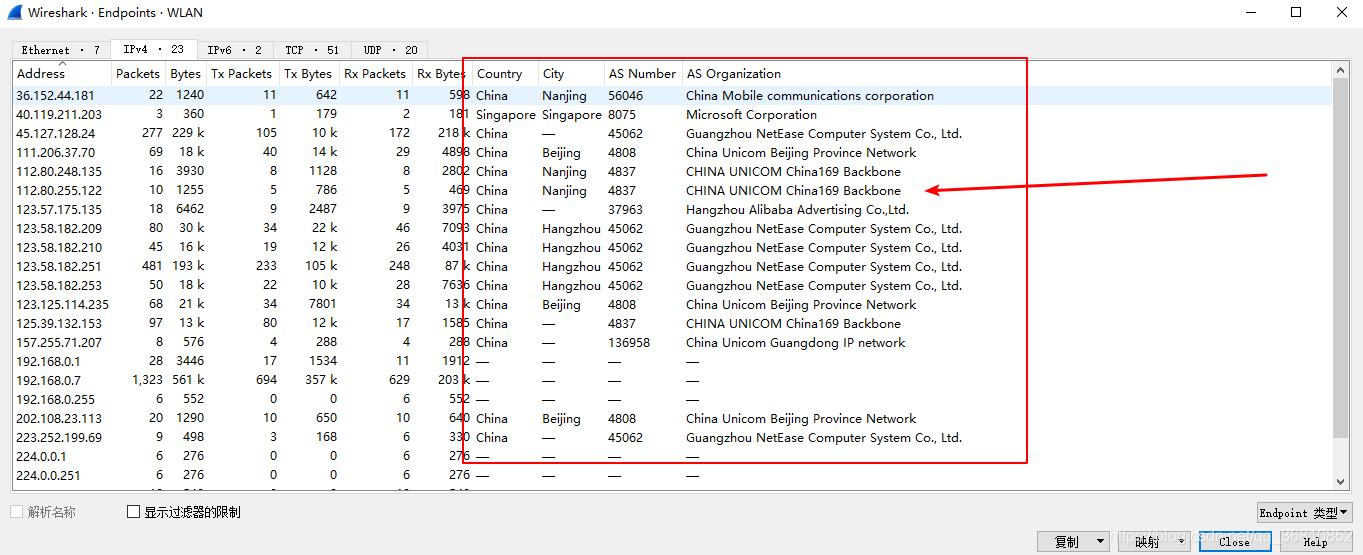 Wireshark · Endpoints · WLAN
Ethernet · 7 IPv4 · 23 IPv6 · 2 TCP · 51 UDP · 20
Address Packets Bytes Tx Packets Tx Bytes Rx Packets Rx Bytes Country City AS Number AS Organization
36.152.44.181 22 1240 11 642 11 598 China Nanjing 56046 China Mobile communications corporation
40.119.211.203 3 360 1 179 2 181 Singapore Singapore 8075 Microsoft Corporation
45.127.128.24 277 229 k 105 10 k 172 218 k China — 45062 Guangzhou NetEase Computer System Co., Ltd.
111.206.37.70 69 18 k 40 14 k 29 4898 China Beijing 4808 China Unicom Beijing Province Network
112.80.248.135 16 3930 8 1128 8 2802 China Nanjing 4837 CHINA UNICOM China169 Backbone
112.80.255.122 10 1255 5 786 5 469 China Nanjing 4837 CHINA UNICOM China169 Backbone
123.57.175.135 18 6462 9 2487 9 3975 China — 37963 Hangzhou Alibaba Advertising Co.,Ltd.
123.58.182.209 80 30 k 34 22 k 46 7093 China Hangzhou 45062 Guangzhou NetEase Computer System Co., Ltd.
123.58.182.210 45 16 k 19 12 k 26 4031 China Hangzhou 45062 Guangzhou NetEase Computer System Co., Ltd.
123.58.182.251 481 193 k 233 105 k 248 87 k China Hangzhou 45062 Guangzhou NetEase Computer System Co., Ltd.
123.58.182.253 50 18 k 22 10 k 28 7636 China Hangzhou 45062 Guangzhou NetEase Computer System Co., Ltd.
123.125.114.235 68 21 k 34 7801 34 13 k China Beijing 4808 China Unicom Beijing Province Network
125.39.132.153 97 13 k 80 12 k 17 1585 China — 4837 CHINA UNICOM China169 Backbone
157.255.71.207 8 576 4 288 4 288 China — 136958 China Unicom Guangdong IP network
192.168.0.1 28 3446 17 1534 11 1912 — — — —
192.168.0.7 1,323 561 k 694 357 k 629 203 k — — — —
192.168.0.255 6 552 0 0 6 552 — — — —
202.108.23.113 20 1290 10 650 10 640 China Beijing 4808 China Unicom Beijing Province Network
223.252.199.69 9 498 3 168 6 330 China — 45062 Guangzhou NetEase Computer System Co., Ltd.
224.0.0.1 6 276 0 0 6 276 — — — —
224.0.0.251 6 276 0 0 6 276 — — — —
解析名称 显示过滤器的限制 Endpoint 类型
复制 映射 Close Help